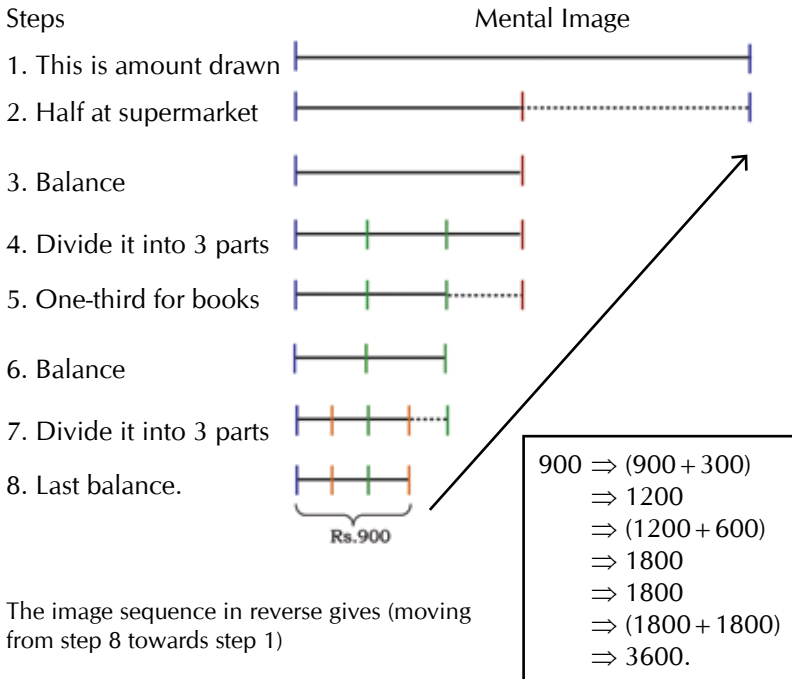 Steps
Mental Image
1. This is amount drawn
2. Half at supermarket
3. Balance
4. Divide it into 3 parts
5. One-third for books
6. Balance
7. Divide it into 3 parts
8. Last balance.
Rs.900
The image sequence in reverse gives (moving
from step 8 towards step 1)
900 ⇒ (900 + 300)
⇒ 1200
⇒ (1200 + 600)
⇒ 1800
⇒ 1800
⇒ (1800 + 1800)
⇒ 3600.